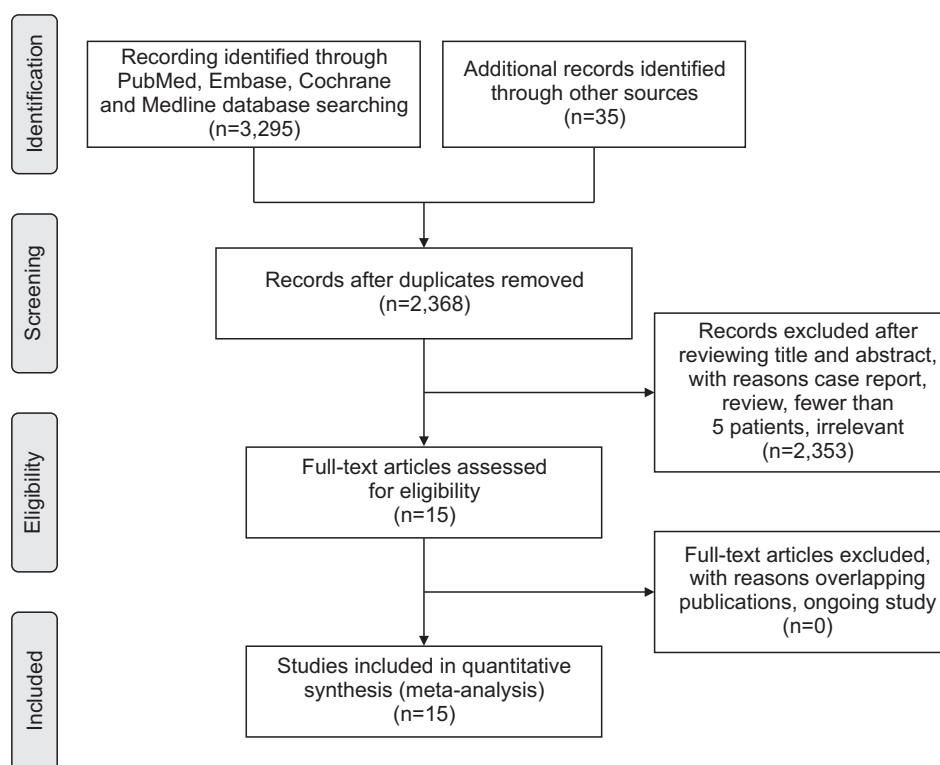 Identification
Recording identified through
PubMed, Embase, Cochrane
and Medline database searching
(n=3,295)
Additional records identified
through other sources
(n=35)
Screening
Records after duplicates removed
(n=2,368)
Records excluded after
reviewing title and abstract,
with reasons case report,
review, fewer than
5 patients, irrelevant
(n=2,353)
Eligibility
Full-text articles assessed
for eligibility
(n=15)
Full-text articles excluded,
with reasons overlapping
publications, ongoing study
(n=0)
Included
Studies included in quantitative
synthesis (meta-analysis)
(n=15)